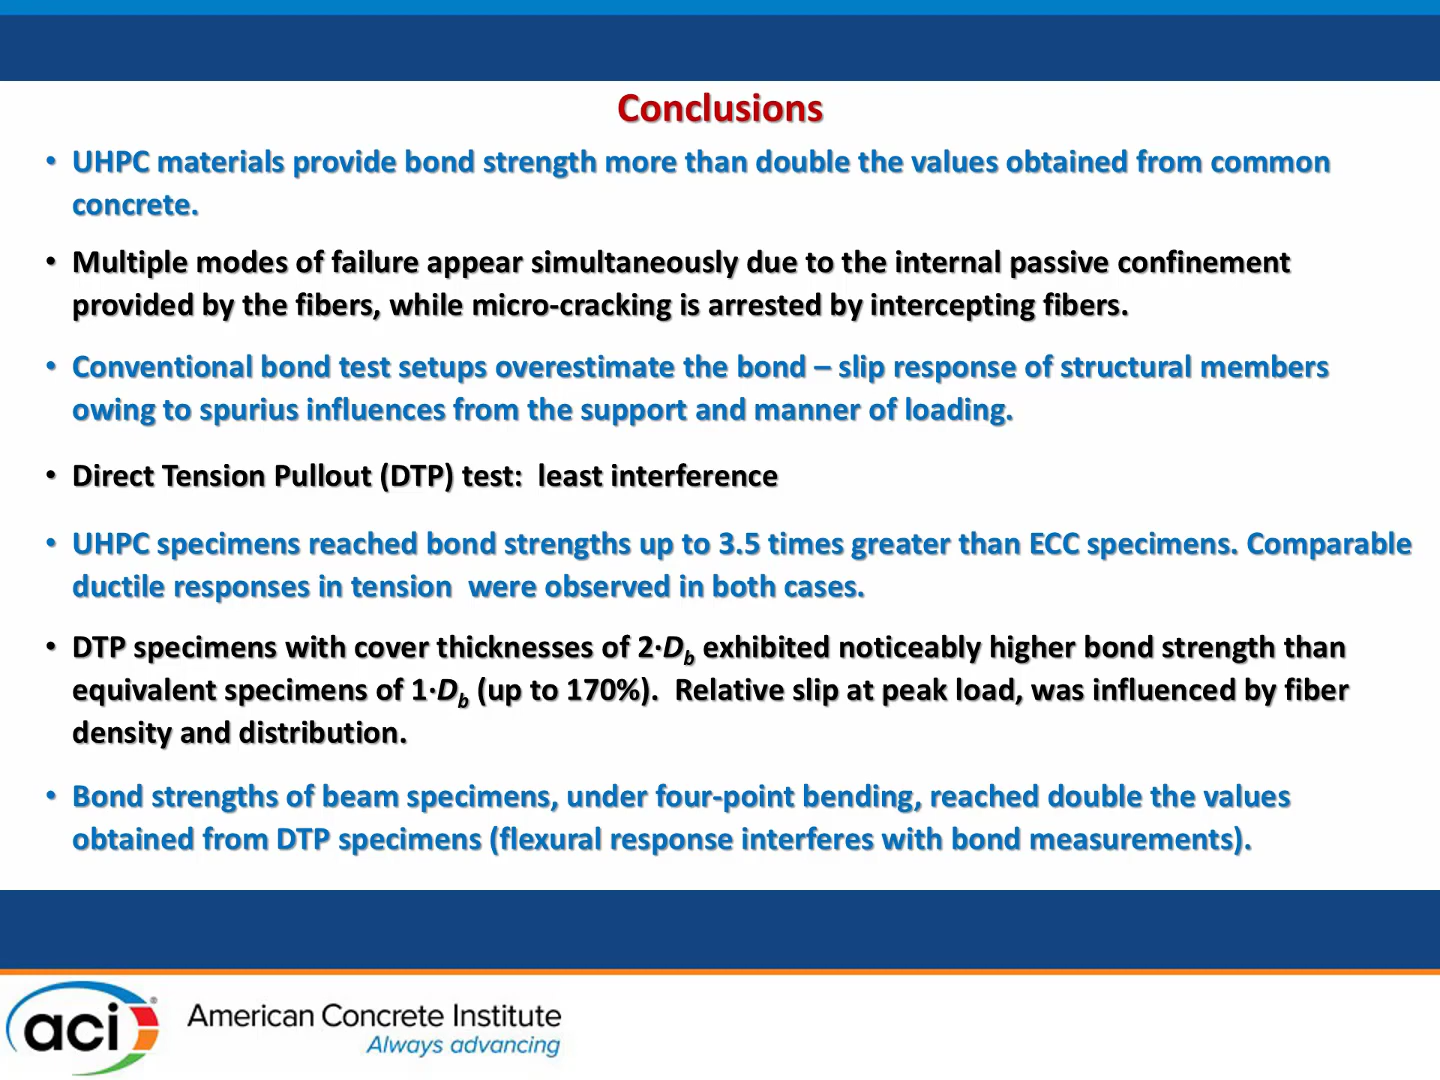 Conclusions
• UHPC materials provide bond strength more than double the values obtained from common
concrete.
• Multiple modes of failure appear simultaneously due to the internal passive confinement
provided by the fibers, while micro-cracking is arrested by intercepting fibers.
• Conventional bond test setups overestimate the bond – slip response of structural members
owing to spurius influences from the support and manner of loading.
• Direct Tension Pullout (DTP) test:  least interference
• UHPC specimens reached bond strengths up to 3.5 times greater than ECC specimens. Comparable
ductile responses in tension  were observed in both cases.
• DTP specimens with cover thicknesses of 2·Db exhibited noticeably higher bond strength than
equivalent specimens of 1·Db (up to 170%).  Relative slip at peak load, was influenced by fiber
density and distribution.
• Bond strengths of beam specimens, under four-point bending, reached double the values
obtained from DTP specimens (flexural response interferes with bond measurements).
aci®
American Concrete Institute
Always advancing